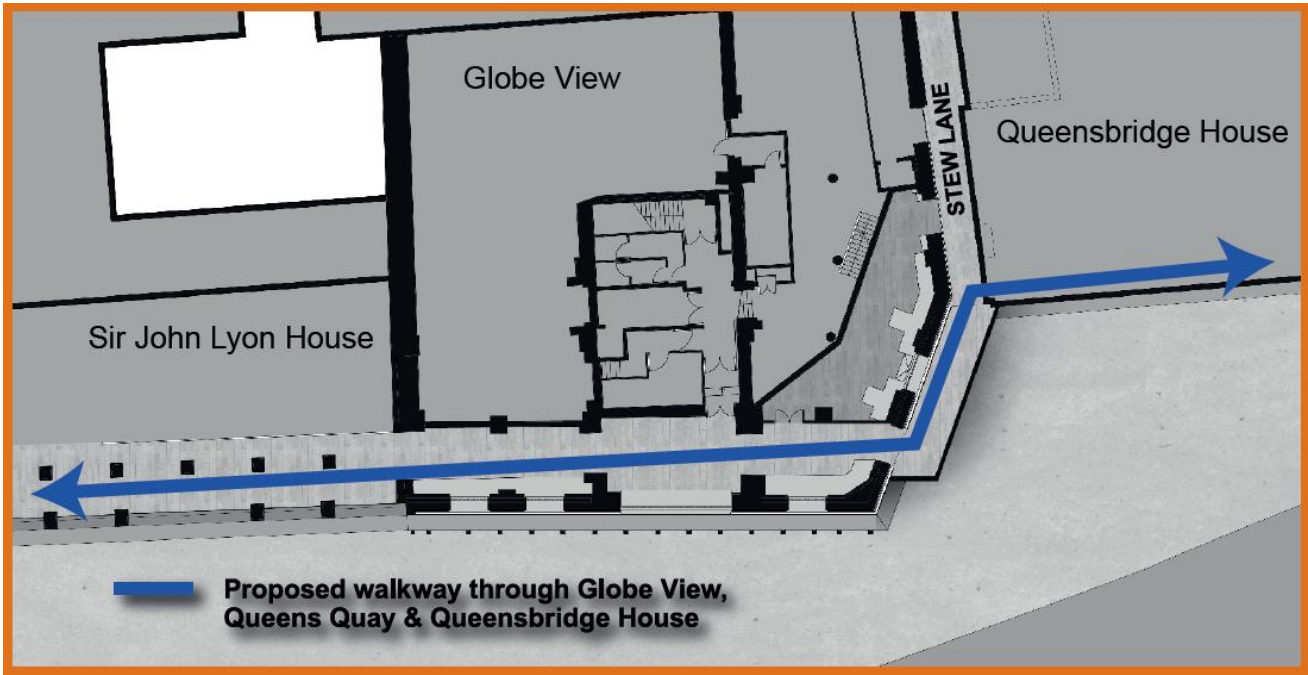 Globe View
STEW LANE
Queensbridge House
Sir John Lyon House
Proposed walkway through Globe View,
Queens Quay & Queensbridge House